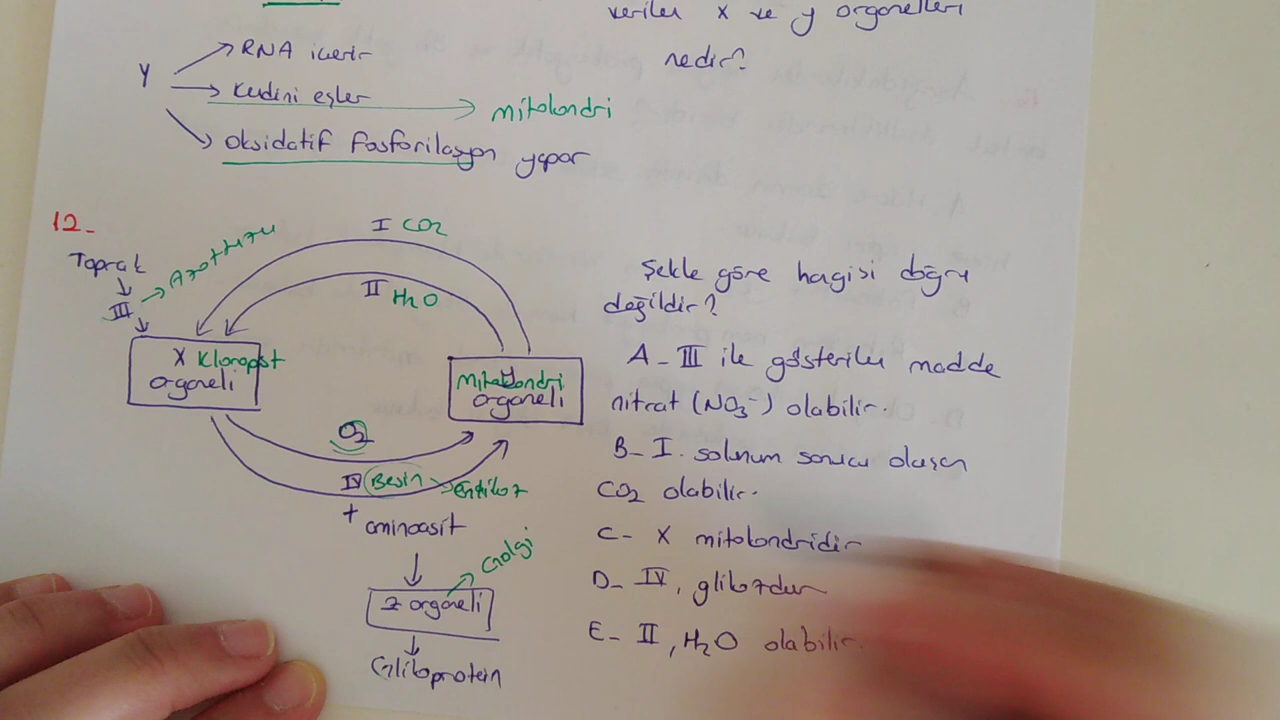 verilen x ve y organelleri
nedir?
Y
RNA içerir
Kendini eşler
mitokondri
Oksidatif fosforilasyon yapar
12-
Toprak
III
Azot
X Kloroplast
organeli
I CO2
II H2O
Mitokondri
y
organeli
O2
IV Besin
Glikoz
+ aminoasit
Golgi
z organeli
Glikoprotein
Şekle göre hangisi doğru
değildir?
A- III ile gösterilen madde
nitrat (NO3-) olabilir.
B- I. solunum sonucu oluşan
CO2 olabilir.
C- X mitokondridir
D- IV, glikozdur
E- II, H2O olabilir.